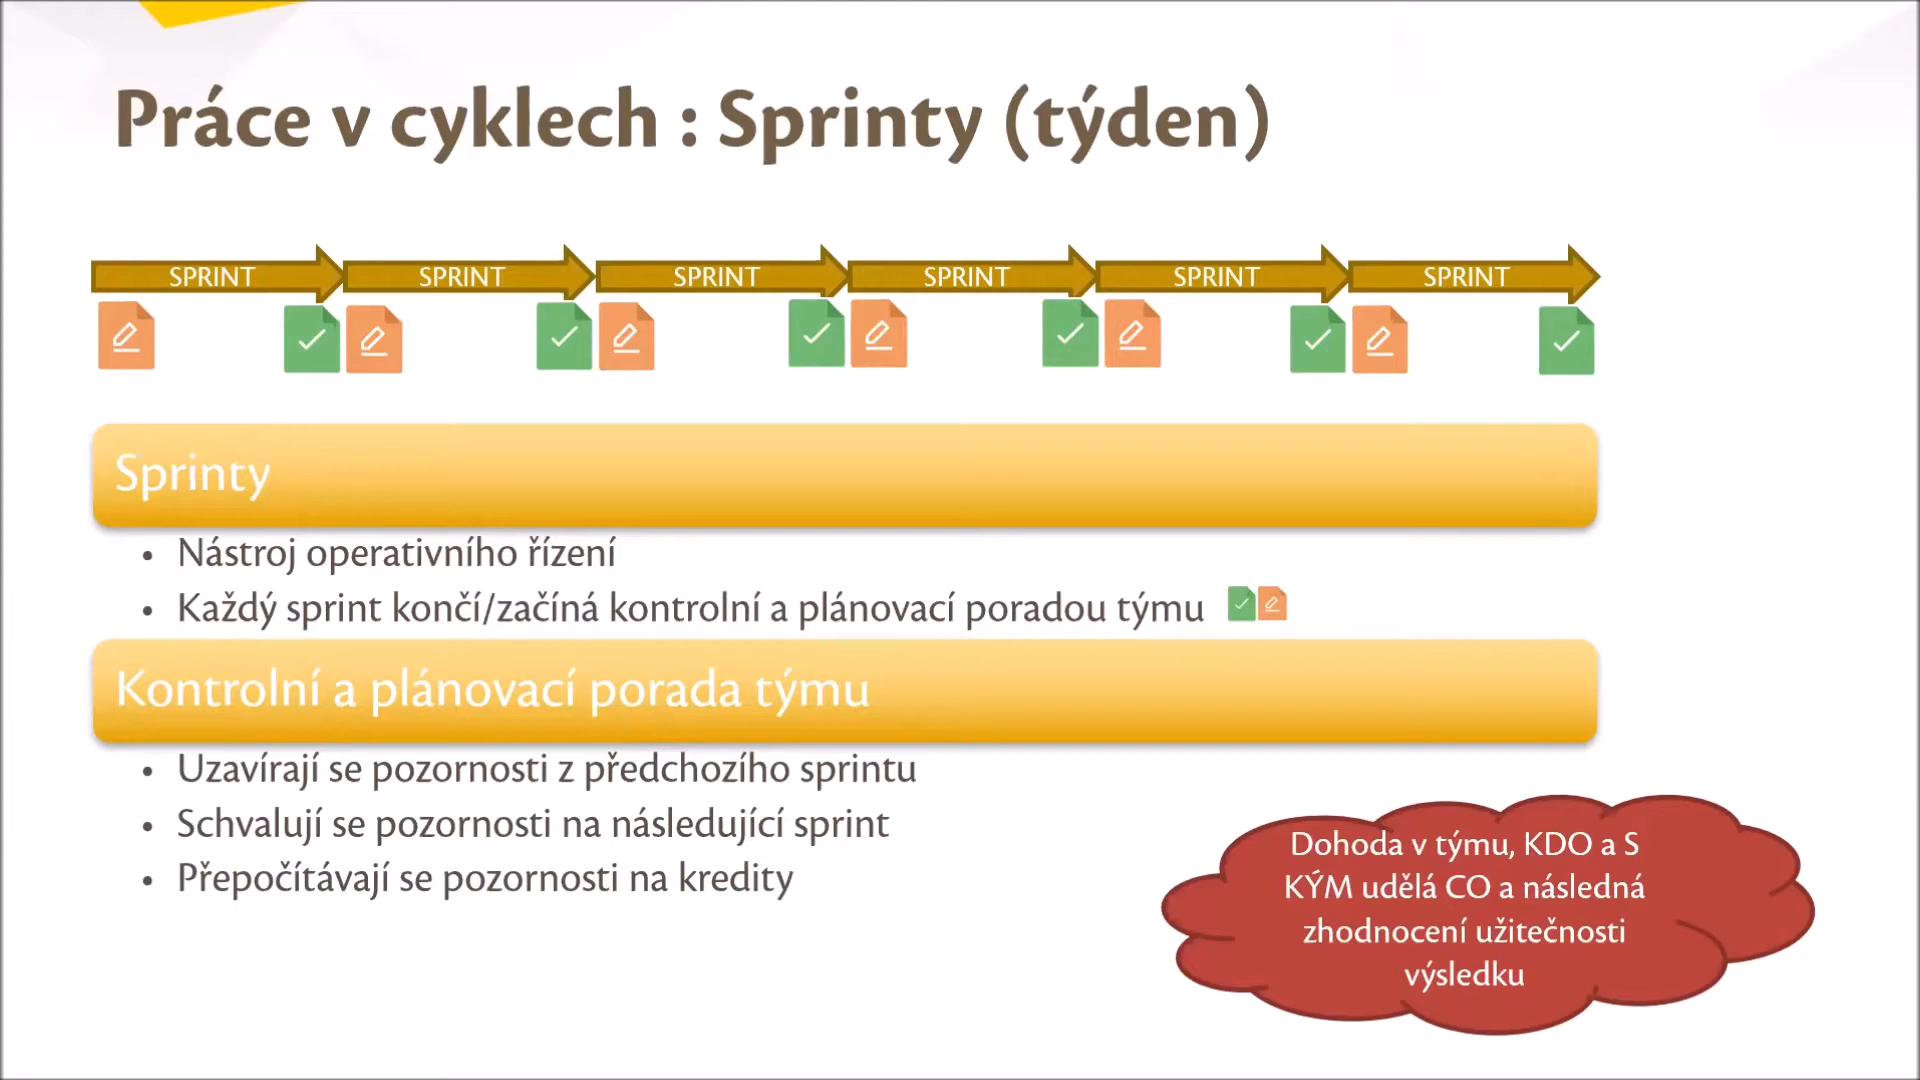 Práce v cyklech : Sprinty (týden)
SPRINT SPRINT SPRINT SPRINT SPRINT SPRINT
Sprinty
• Nástroj operativního řízení
• Každý sprint končí/začíná kontrolní a plánovací poradou týmu
Kontrolní a plánovací porada týmu
• Uzavírají se pozornosti z předchozího sprintu
• Schvalují se pozornosti na následující sprint
• Přepočítávají se pozornosti na kredity
Dohoda v týmu, KDO a S
KÝM udělá CO a následná
zhodnocení užitečnosti
výsledku